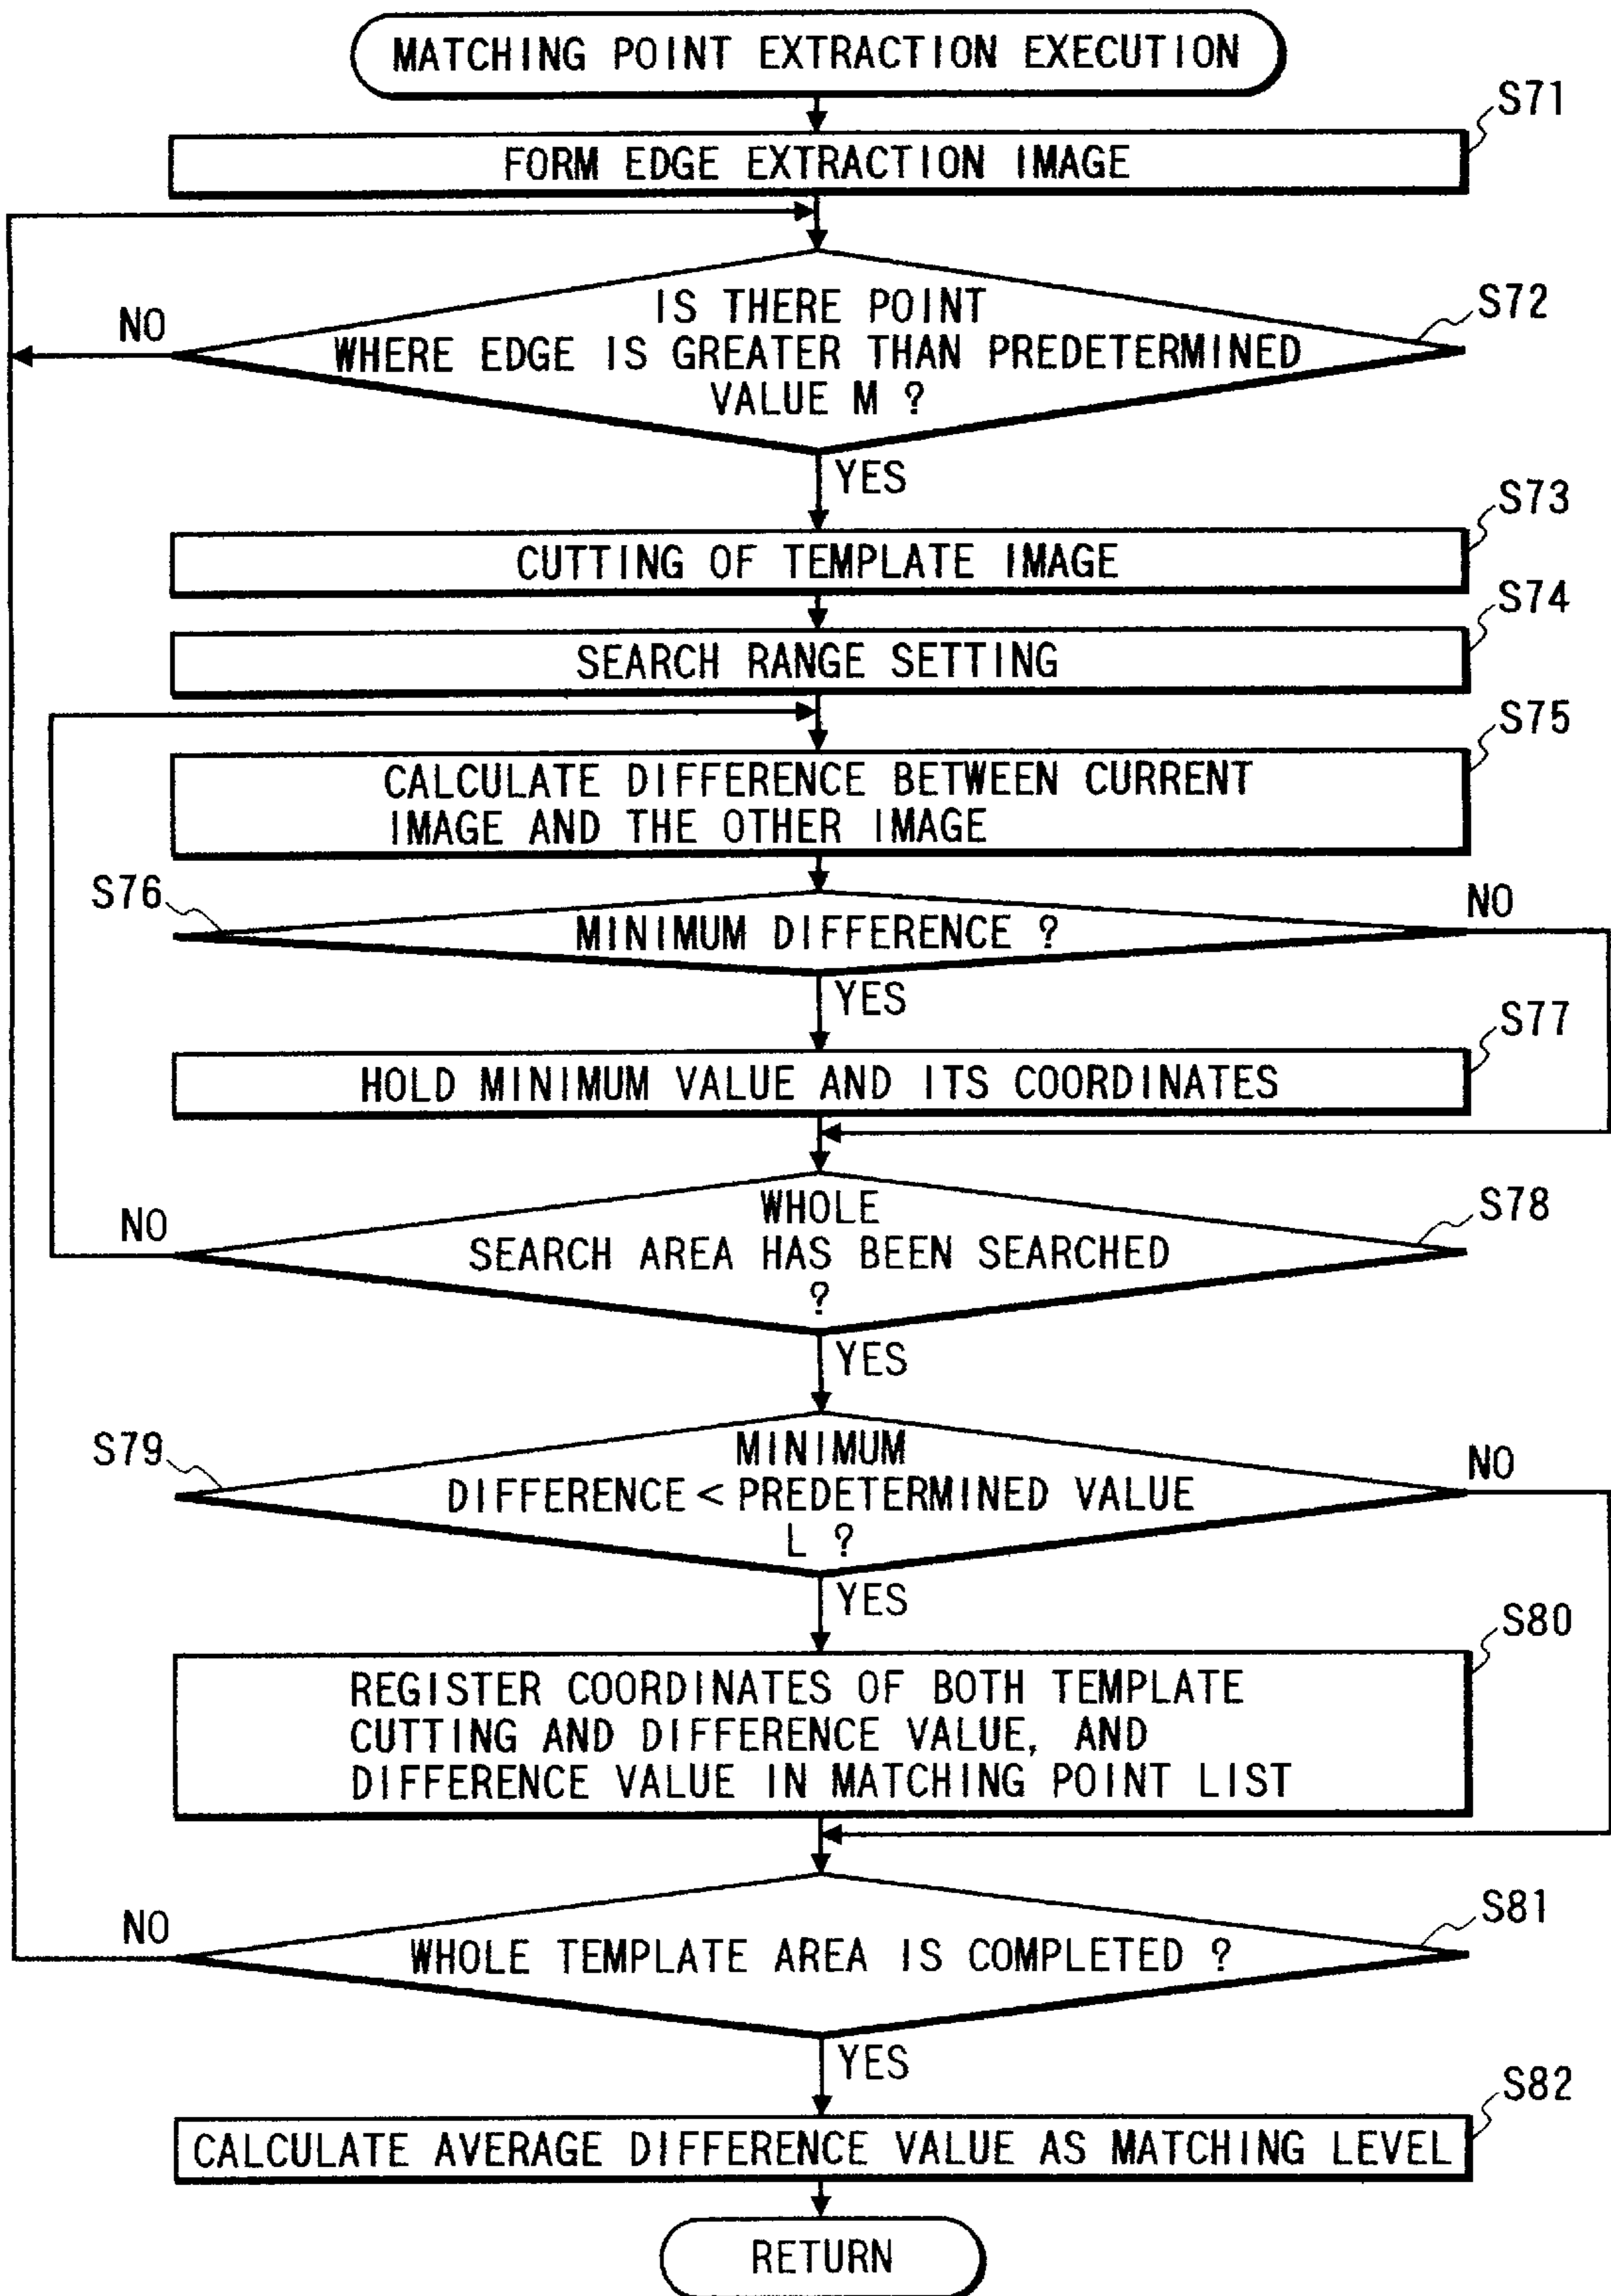 MATCHING POINT EXTRACTION EXECUTION
S71
FORM EDGE EXTRACTION IMAGE
S72
NO
IS THERE POINT
WHERE EDGE IS GREATER THAN PREDETERMINED
VALUE M ?
YES
S73
CUTTING OF TEMPLATE IMAGE
S74
SEARCH RANGE SETTING
S75
CALCULATE DIFFERENCE BETWEEN CURRENT
IMAGE AND THE OTHER IMAGE
S76
NO
MINIMUM DIFFERENCE ?
YES
S77
HOLD MINIMUM VALUE AND ITS COORDINATES
S78
NO
WHOLE
SEARCH AREA HAS BEEN SEARCHED
?
YES
S79
NO
MINIMUM
DIFFERENCE < PREDETERMINED VALUE
L ?
YES
S80
REGISTER COORDINATES OF BOTH TEMPLATE
CUTTING AND DIFFERENCE VALUE, AND
DIFFERENCE VALUE IN MATCHING POINT LIST
S81
NO
WHOLE TEMPLATE AREA IS COMPLETED ?
YES
S82
CALCULATE AVERAGE DIFFERENCE VALUE AS MATCHING LEVEL
RETURN